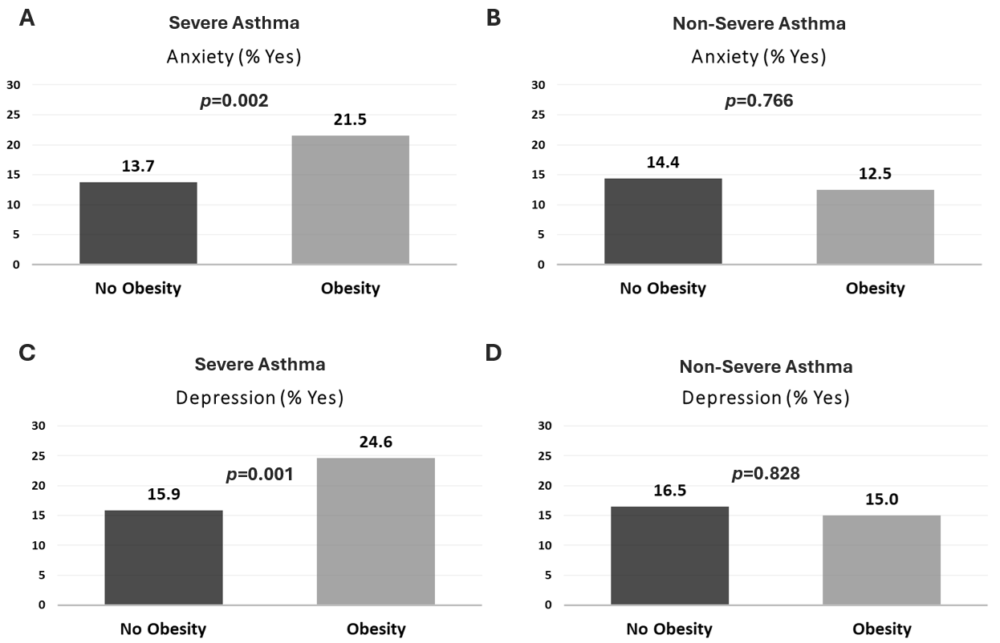 A
Severe Asthma
Anxiety (% Yes)
30
25
20
15
10
5
0
p=0.002
13.7
21.5
No Obesity
Obesity
B
Non-Severe Asthma
Anxiety (% Yes)
30
25
20
15
10
5
0
p=0.766
14.4
12.5
No Obesity
Obesity
C
Severe Asthma
Depression (% Yes)
30
25
20
15
10
5
0
p=0.001
15.9
24.6
No Obesity
Obesity
D
Non-Severe Asthma
Depression (% Yes)
30
25
20
15
10
5
0
p=0.828
16.5
15.0
No Obesity
Obesity